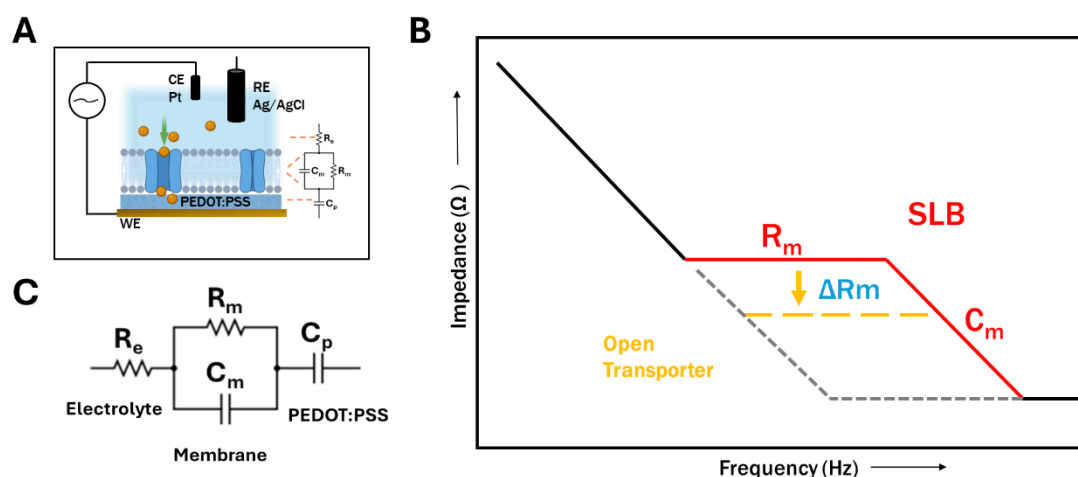 A
CE
Pt
RE
Ag/AgCl
Re
Cm
Rm
Cp
PEDOT:PSS
WE
B
Impedance (Ω)
Rm
SLB
ΔRm
Cm
Open
Transporter
Frequency (Hz)
C
Rm
Re
Cp
Cm
Electrolyte
PEDOT:PSS
Membrane